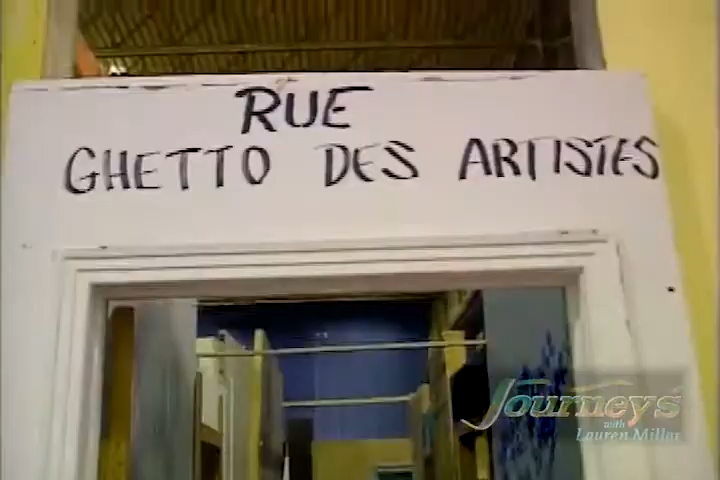 RUE
GHETTO DES ARTISTES
Journeys
with
Lauren Millar